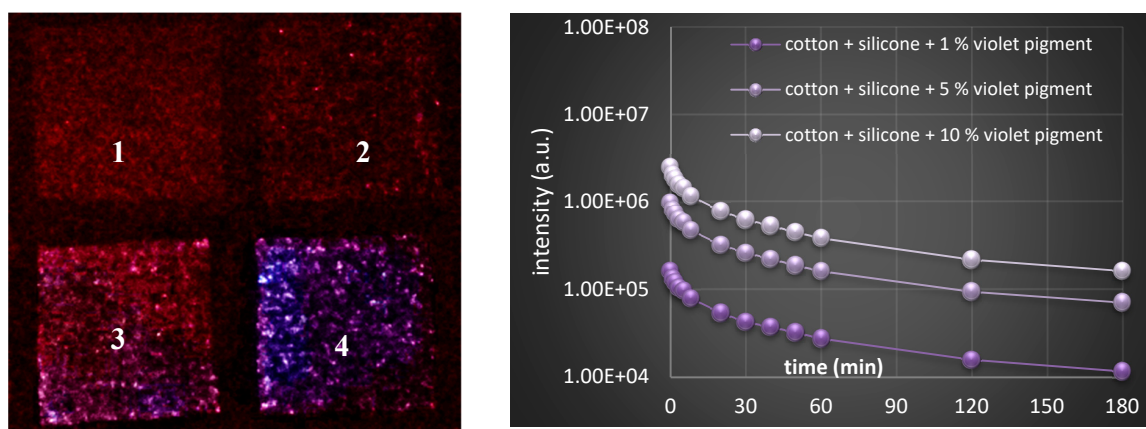 1
2
3
4
1.00E+08
1.00E+07
1.00E+06
1.00E+05
1.00E+04
intensity (a.u.)
cotton + silicone + 1 % violet pigment
cotton + silicone + 5 % violet pigment
cotton + silicone + 10 % violet pigment
time (min)
0 30 60 90 120 150 180